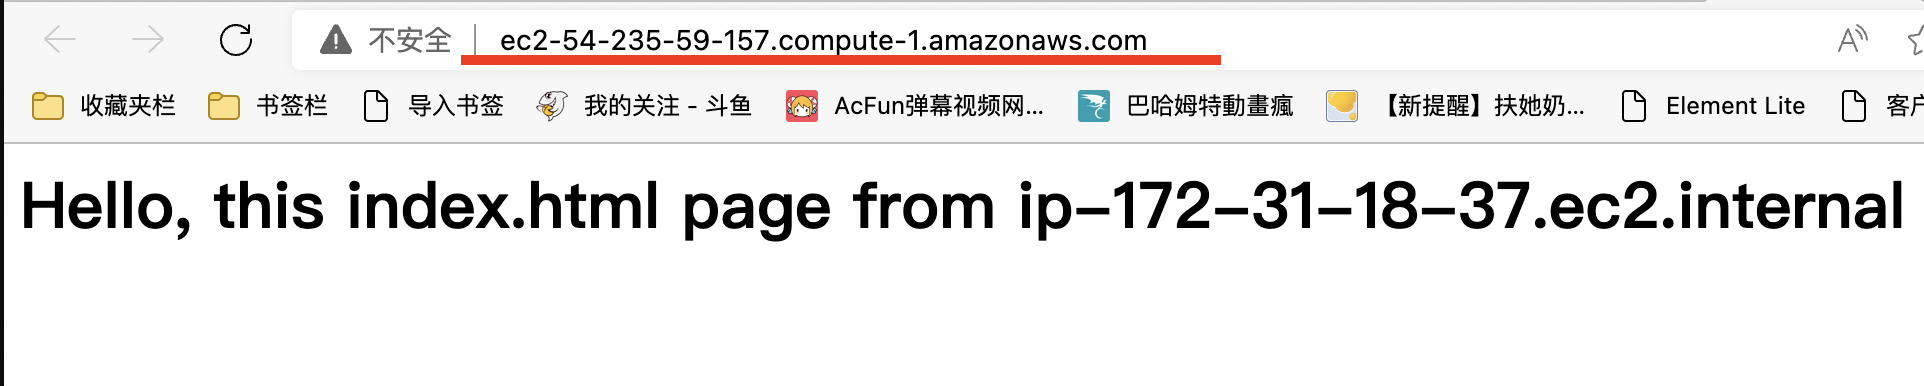 不安全 ec2-54-235-59-157.compute-1.amazonaws.com
收藏夹栏 书签栏 导入书签 我的关注 - 斗鱼 AcFun弹幕视频网... 巴哈姆特動畫瘋 【新提醒】扶她奶... Element Lite 客户
Hello, this index.html page from ip-172-31-18-37.ec2.internal